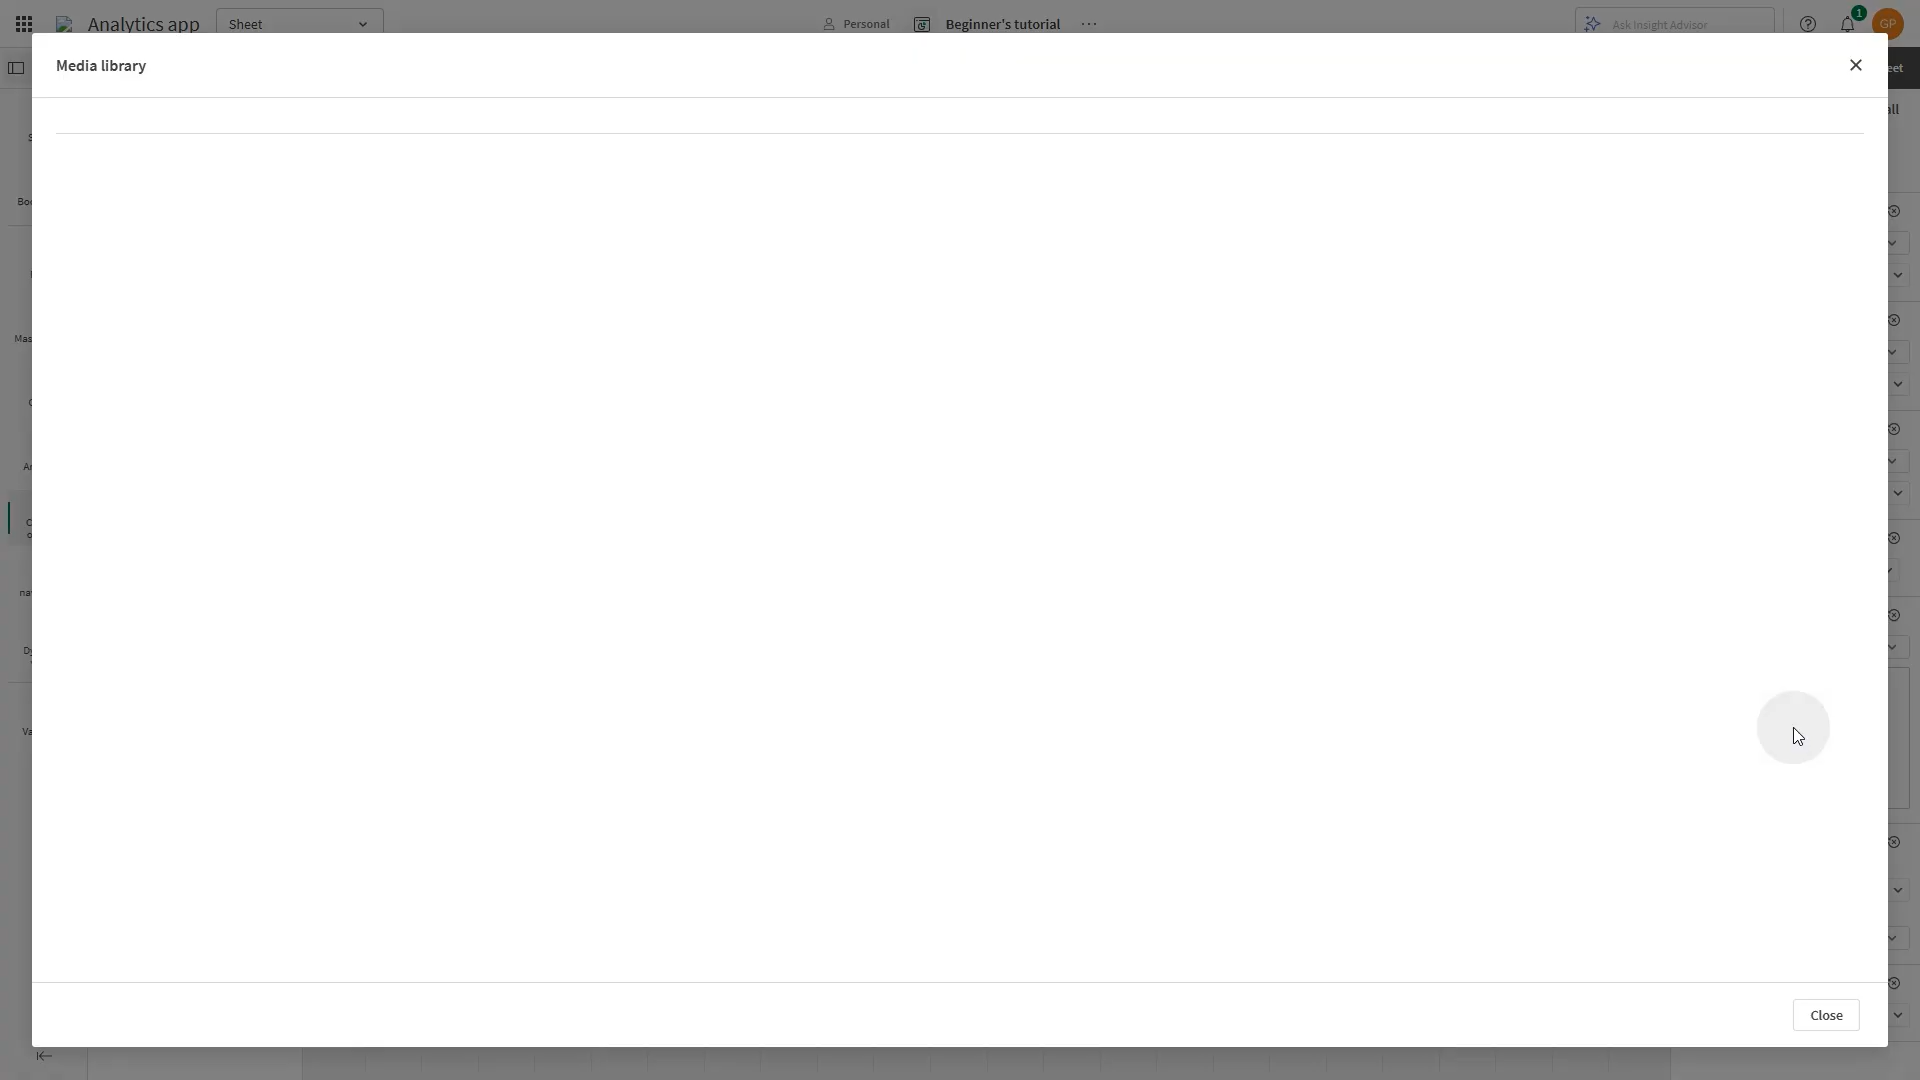 Analytics app
Sheet
Personal
Beginner's tutorial
Ask Insight Advisor
1
GP
Media library
Close